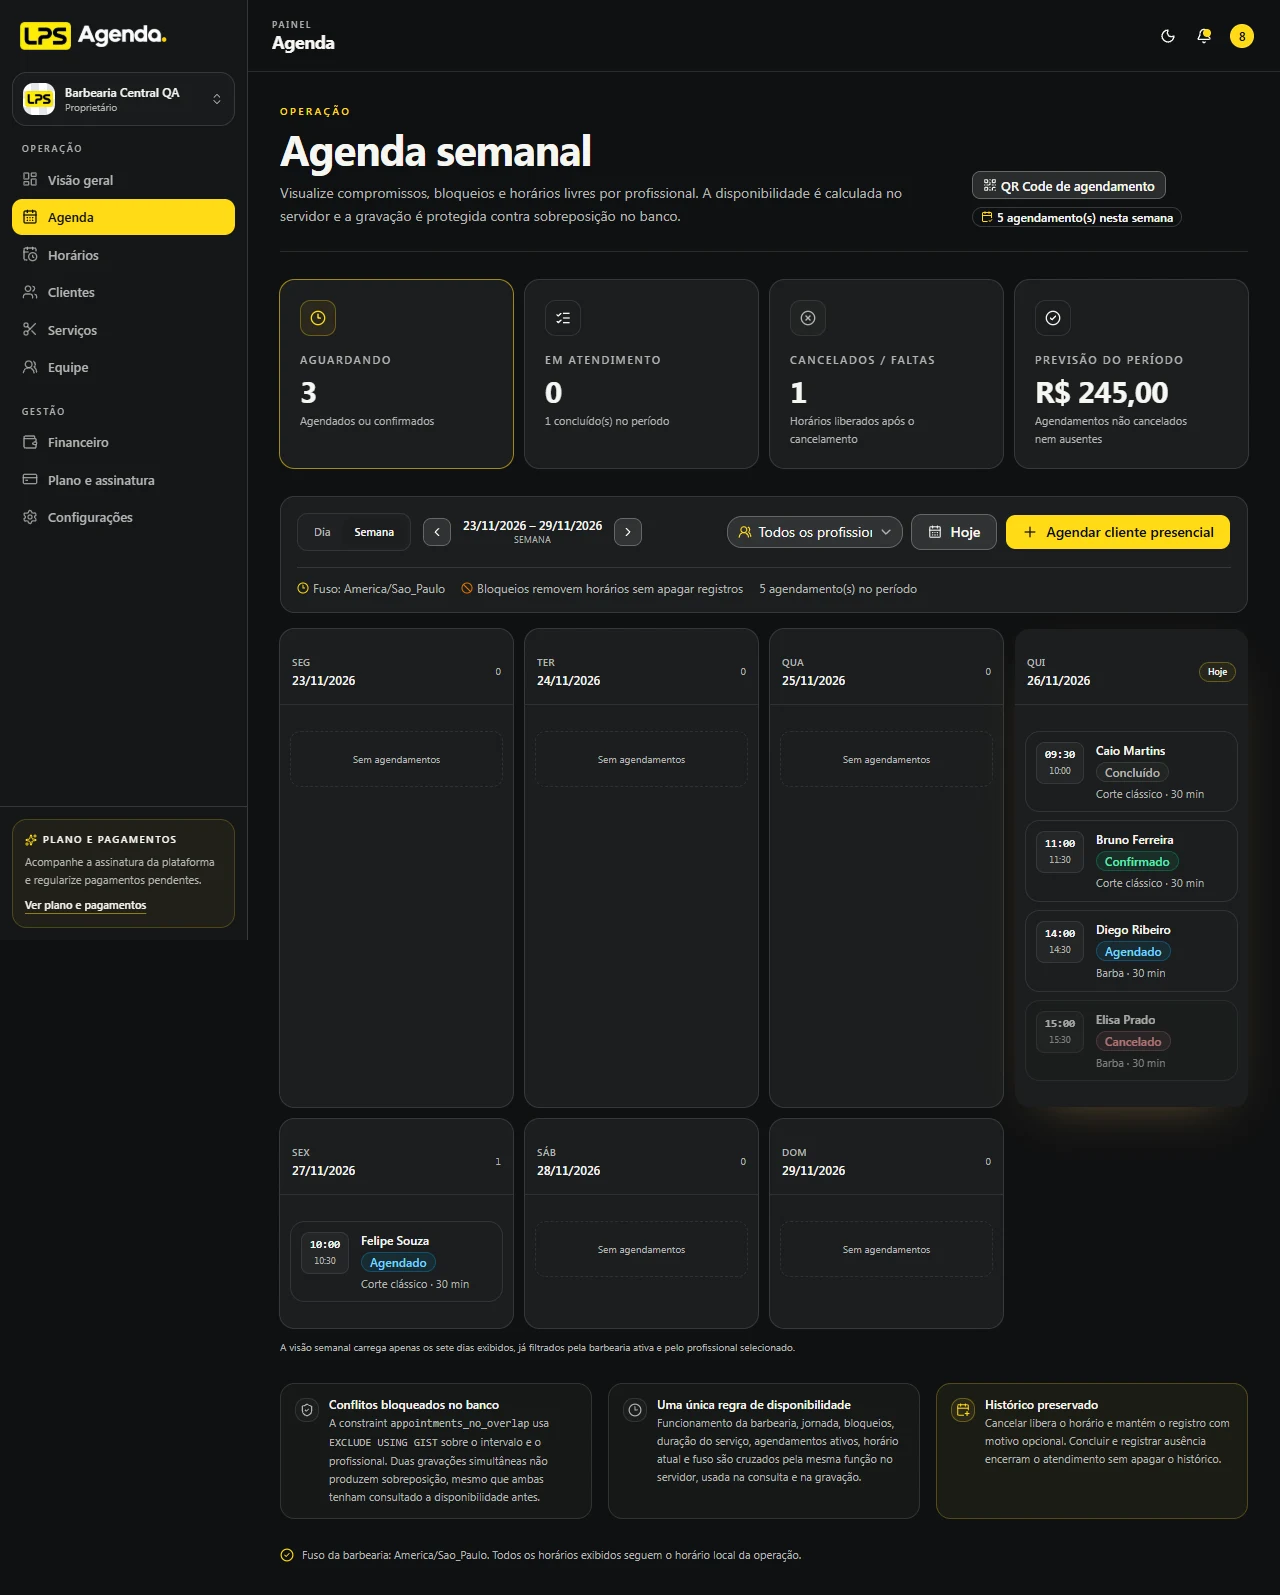 LPS Agenda.
LPS
Barbearia Central QA
Proprietário
OPERAÇÃO
Visão geral
Agenda
Horários
Clientes
Serviços
Equipe
GESTÃO
Financeiro
Plano e assinatura
Configurações
PLANO E PAGAMENTOS
Acompanhe a assinatura da plataforma
e regularize pagamentos pendentes.
Ver plano e pagamentos
PAINEL
Agenda
8
OPERAÇÃO
Agenda semanal
Visualize compromissos, bloqueios e horários livres por profissional. A disponibilidade é calculada no
servidor e a gravação é protegida contra sobreposição no banco.
QR Code de agendamento
5 agendamento(s) nesta semana
AGUARDANDO
3
Agendados ou confirmados
EM ATENDIMENTO
0
1 concluído(s) no período
CANCELADOS / FALTAS
1
Horários liberados após o
cancelamento
PREVISÃO DO PERÍODO
R$ 245,00
Agendamentos não cancelados
nem ausentes
Dia
Semana
23/11/2026 – 29/11/2026
SEMANA
Todos os profissior
Hoje
Agendar cliente presencial
Fuso: America/Sao_Paulo
Bloqueios removem horários sem apagar registros
5 agendamento(s) no período
SEG
23/11/2026
0
Sem agendamentos
TER
24/11/2026
0
Sem agendamentos
QUA
25/11/2026
0
Sem agendamentos
QUI
26/11/2026
Hoje
09:30
10:00
Caio Martins
Concluído
Corte clássico · 30 min
11:00
11:30
Bruno Ferreira
Confirmado
Corte clássico · 30 min
14:00
14:30
Diego Ribeiro
Agendado
Barba · 30 min
15:00
15:30
Elisa Prado
Cancelado
Barba · 30 min
SEX
27/11/2026
1
10:00
10:30
Felipe Souza
Agendado
Corte clássico · 30 min
SÁB
28/11/2026
0
Sem agendamentos
DOM
29/11/2026
0
Sem agendamentos
A visão semanal carrega apenas os sete dias exibidos, já filtrados pela barbearia ativa e pelo profissional selecionado.
Conflitos bloqueados no banco
A constraint appointments_no_overlap usa
EXCLUDE USING GIST sobre o intervalo e o
profissional. Duas gravações simultâneas não
produzem sobreposição, mesmo que ambas
tenham consultado a disponibilidade antes.
Uma única regra de disponibilidade
Funcionamento da barbearia, jornada, bloqueios,
duração do serviço, agendamentos ativos, horário
atual e fuso são cruzados pela mesma função no
servidor, usada na consulta e na gravação.
Histórico preservado
Cancelar libera o horário e mantém o registro com
motivo opcional. Concluir e registrar ausência
encerram o atendimento sem apagar o histórico.
Fuso da barbearia: America/Sao_Paulo. Todos os horários exibidos seguem o horário local da operação.